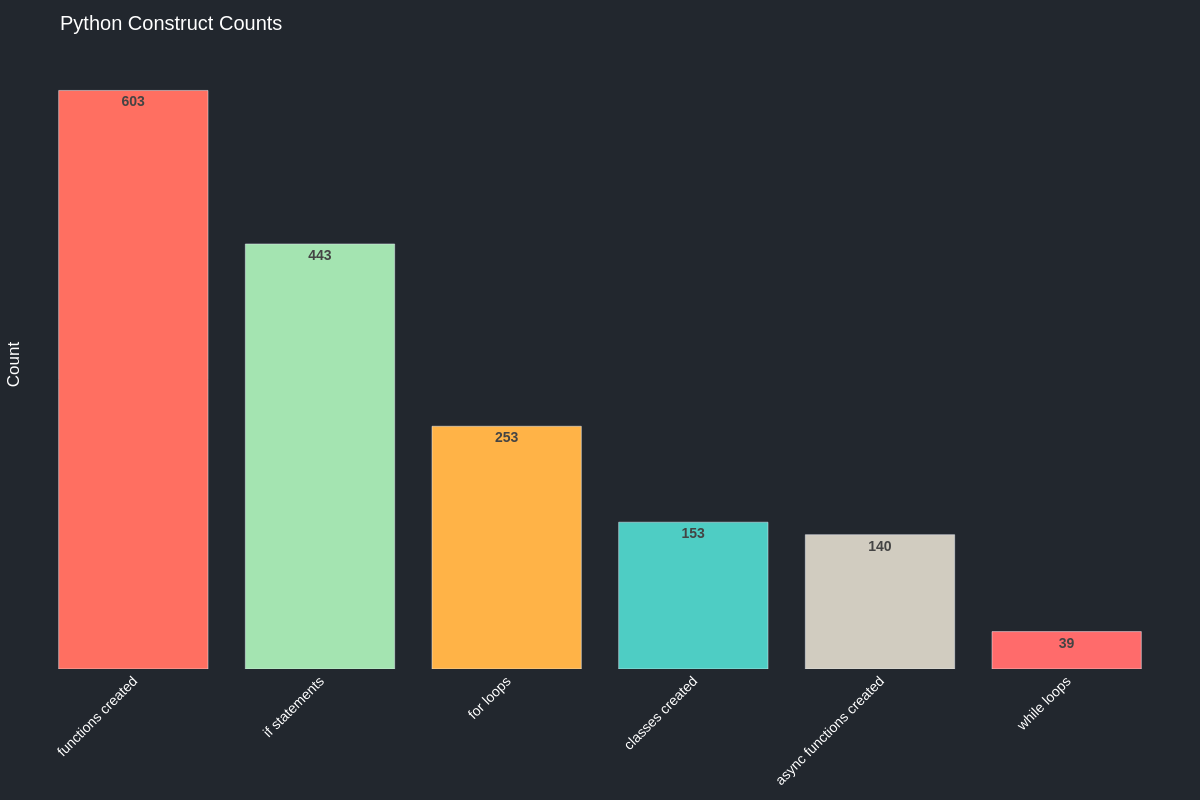 Python Construct Counts
603
443
253
153
140
39
Count
functions created
if statements
for loops
classes created
async functions created
while loops